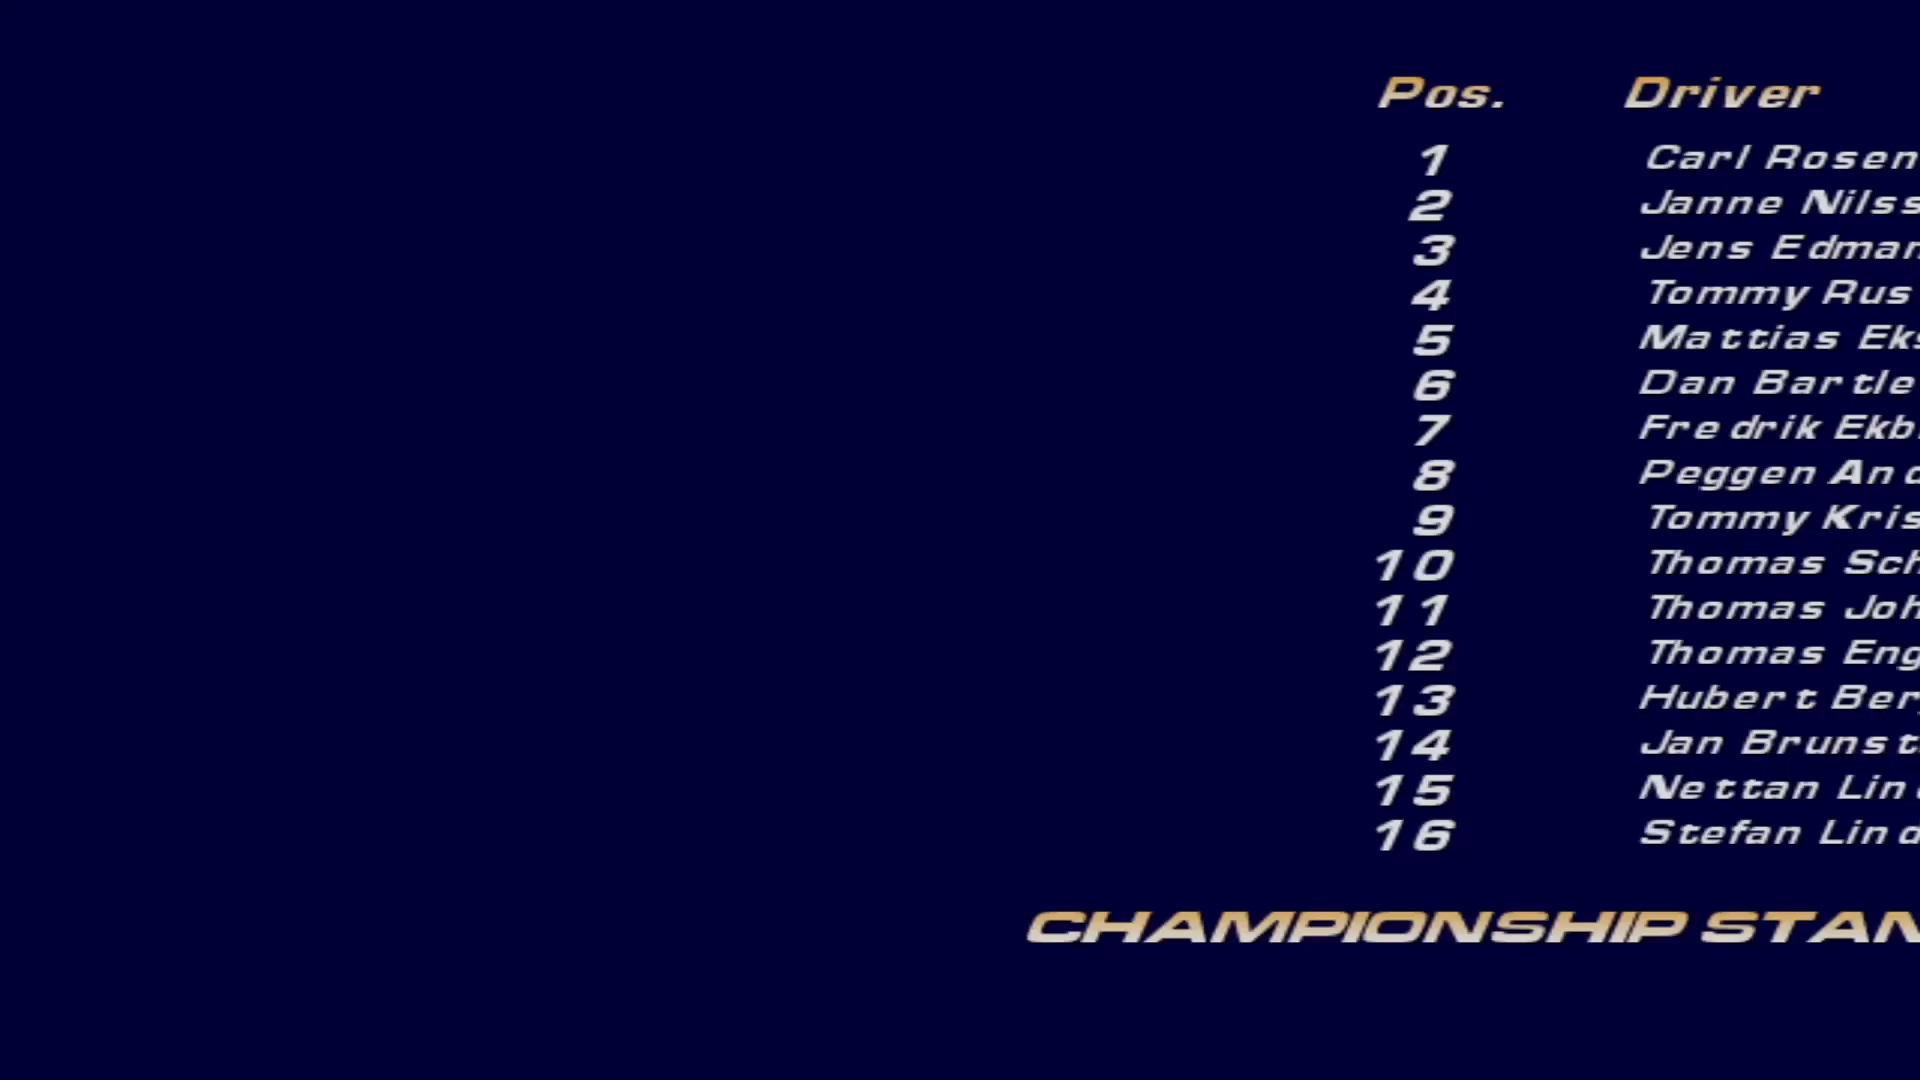 Pos. Driver
1 Carl Rosen
2 Janne Nilss
3 Jens Edman
4 Tommy Rus
5 Mattias Eks
6 Dan Bartle
7 Fredrik Ekb
8 Peggen And
9 Tommy Kris
10 Thomas Sch
11 Thomas Joh
12 Thomas Eng
13 Hubert Ber
14 Jan Brunst
15 Nettan Lin
16 Stefan Lind
CHAMPIONSHIP STAN